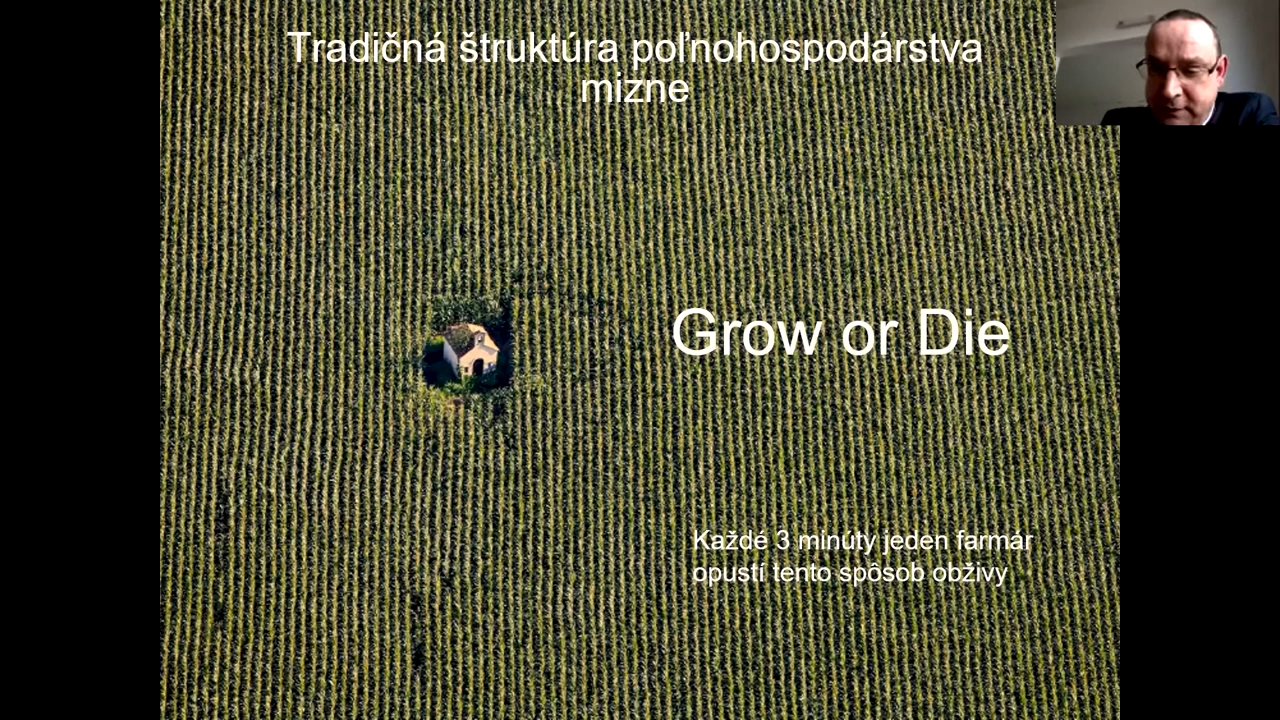 Tradičná štruktúra poľnohospodárstva
mizne
Grow or Die
Každé 3 minúty jeden farmár
opustí tento spôsob obživy